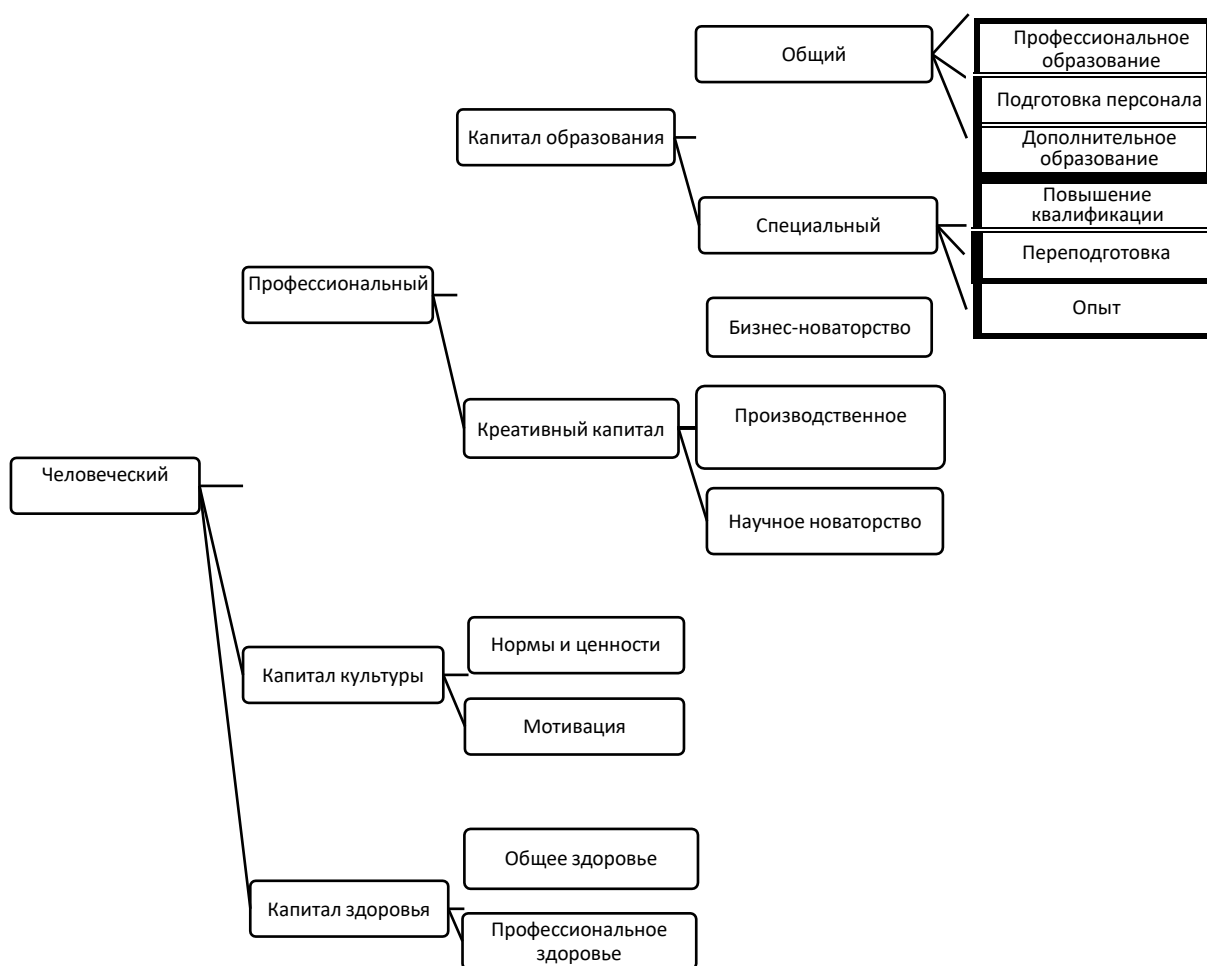 Общий
Профессиональное
образование
Подготовка персонала
Капитал образования
Дополнительное
образование
Специальный
Повышение
квалификации
Переподготовка
Профессиональный
Опыт
Бизнес-новаторство
Креативный капитал
Производственное
Человеческий
Научное новаторство
Нормы и ценности
Капитал культуры
Мотивация
Общее здоровье
Капитал здоровья
Профессиональное
здоровье